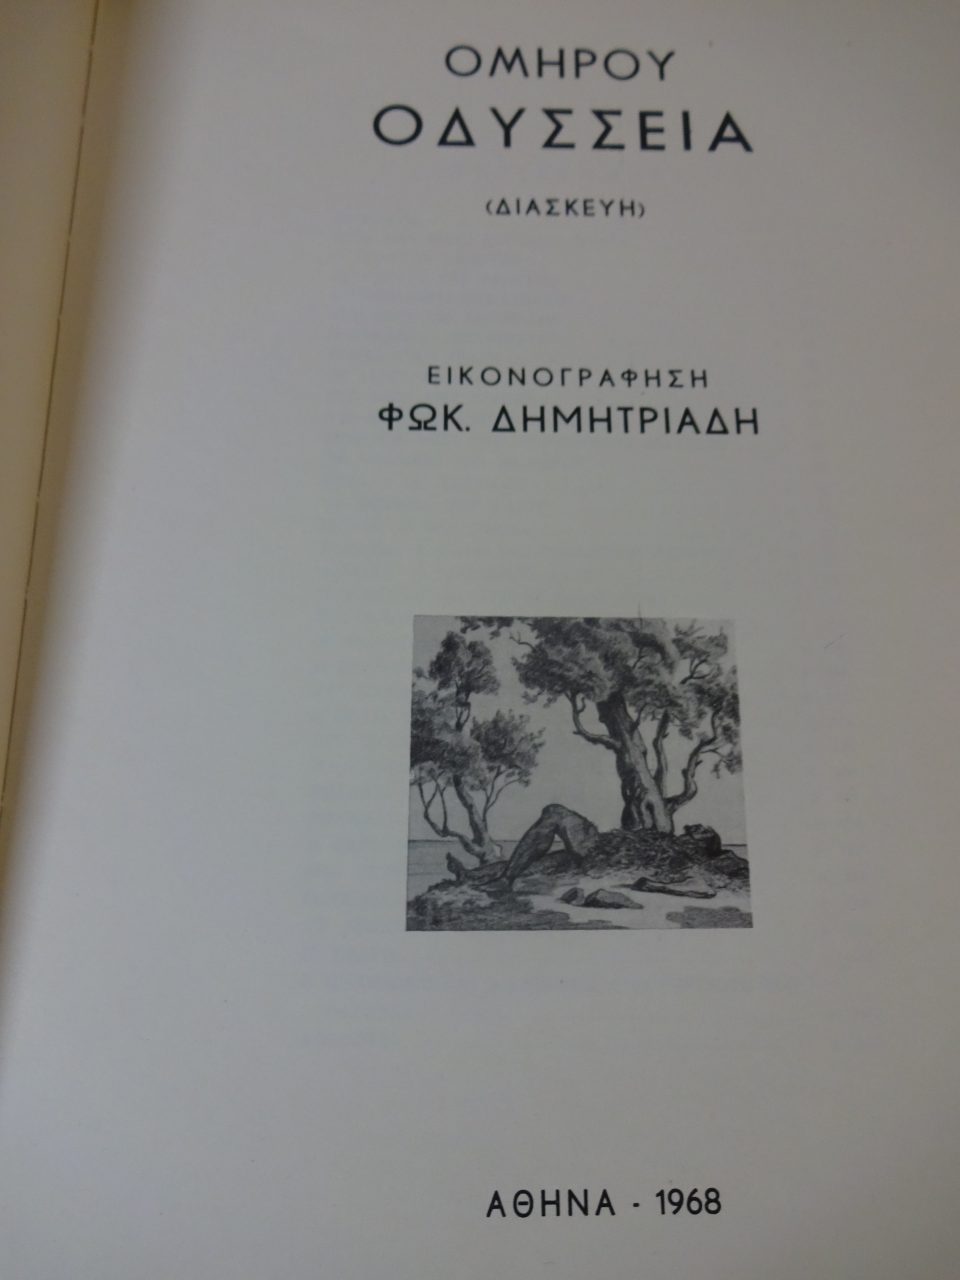 ΟΜΗΡΟΥ
ΟΔΥΣΣΕΙΑ
(ΔΙΑΣΚΕΥΗ)
ΕΙΚΟΝΟΓΡΑΦΗΣΗ
ΦΩΚ. ΔΗΜΗΤΡΙΑΔΗ
ΑΘΗΝΑ - 1968